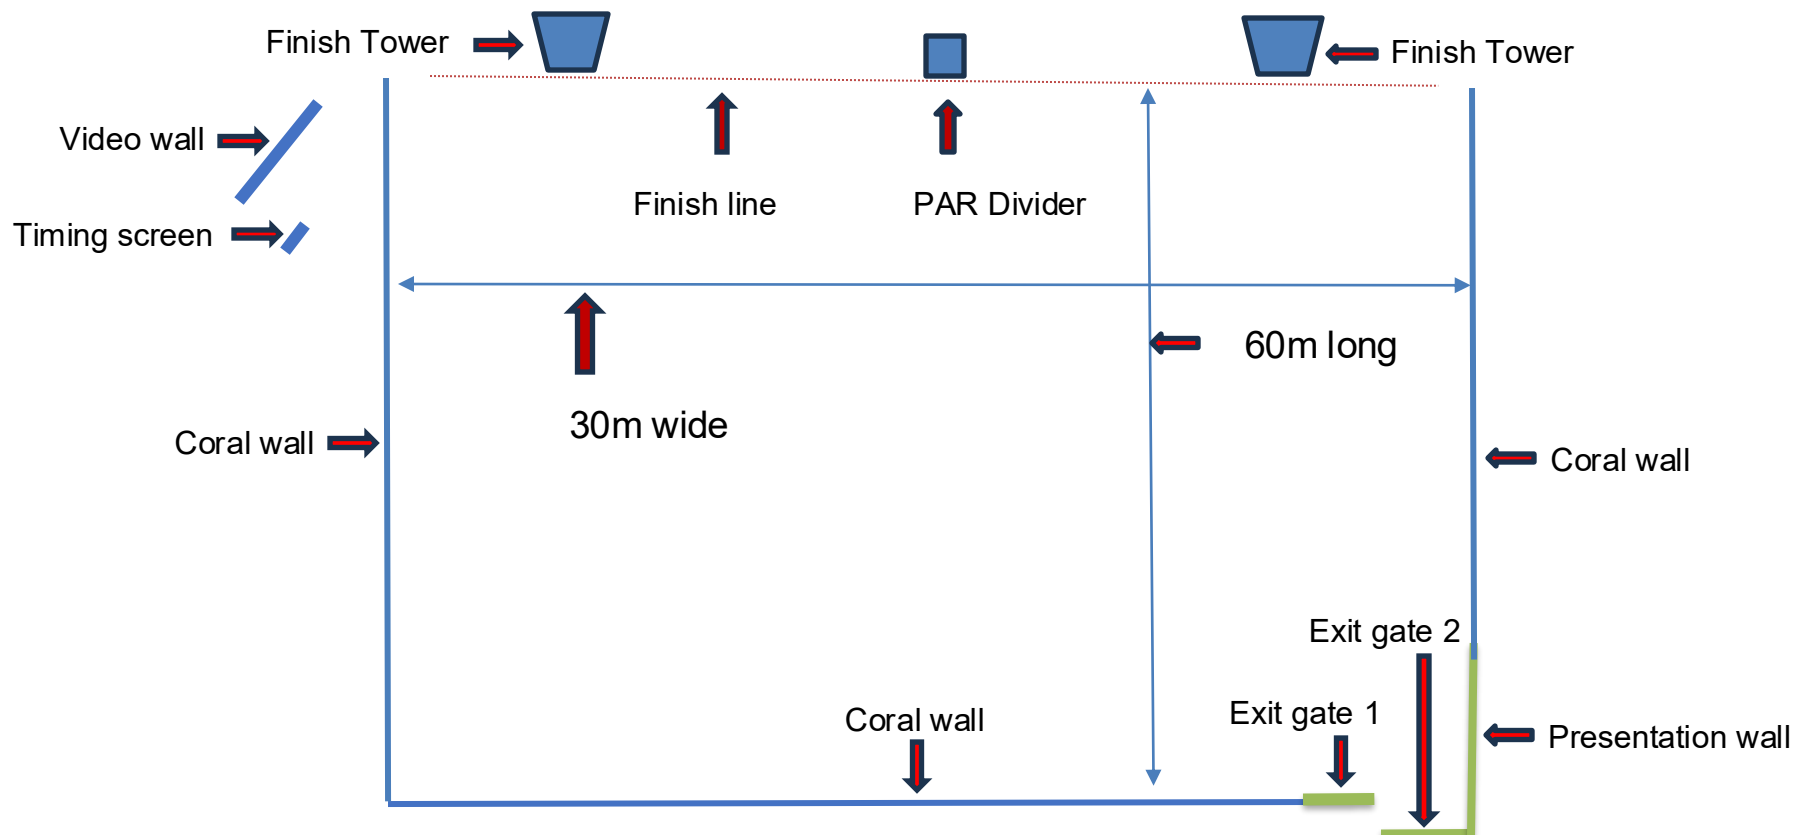 Finish Tower
Finish Tower
Video wall
Finish line
PAR Divider
Timing screen
60m long
30m wide
Coral wall
Coral wall
Exit gate 2
Exit gate 1
Coral wall
Presentation wall